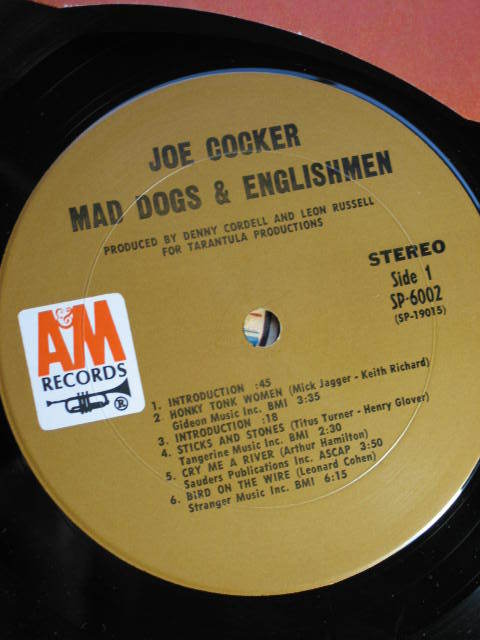 JOE COCKER
MAD DOGS & ENGLISHMEN
PRODUCED BY DENNY CORDELL AND LEON RUSSELL
FOR TARANTULA PRODUCTIONS
STEREO
Side 1
SP-6002
(SP-19015)
A&M
RECORDS
®
1. INTRODUCTION :45
2. HONKY TONK WOMEN (Mick Jagger - Keith Richard)
Gideon Music Inc. BMI 3:35
3. INTRODUCTION :18
4. STICKS AND STONES (Titus Turner - Henry Glover)
Tangerine Music Inc. BMI 2:30
5. CRY ME A RIVER (Arthur Hamilton)
Sauders Publications Inc. ASCAP 3:50
6. BIRD ON THE WIRE (Leonard Cohen)
Stranger Music Inc. BMI 6:15